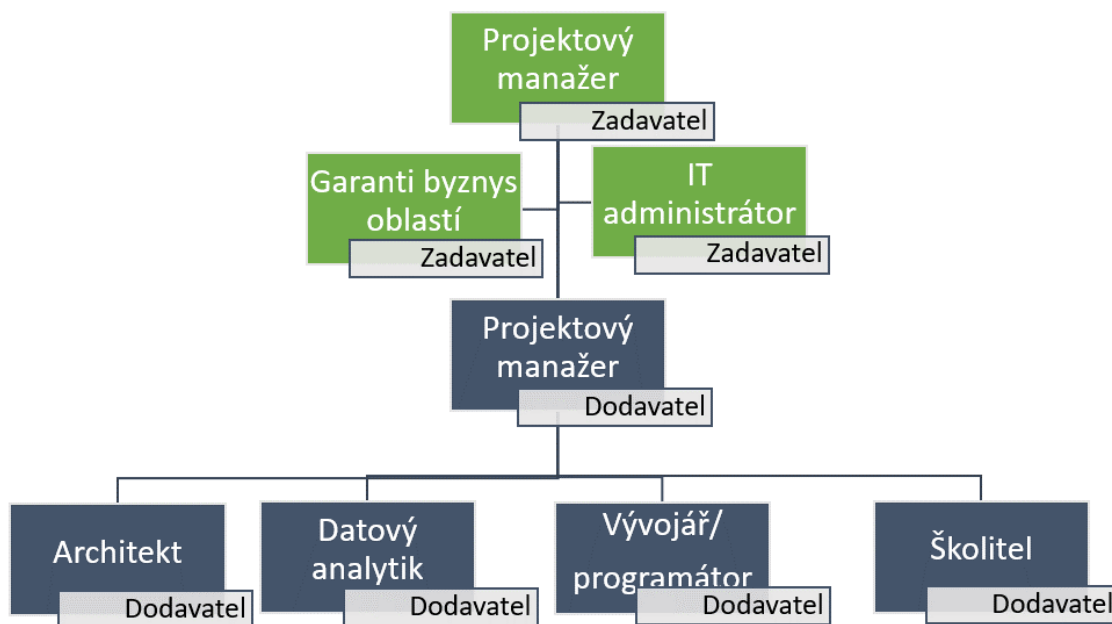 Projektový
manažer
Zadavatel
Garanti byznys
oblastí
Zadavatel
IT
administrátor
Zadavatel
Projektový
manažer
Dodavatel
Architekt
Dodavatel
Datový
analytik
Dodavatel
Vývojář/
programátor
Dodavatel
Školitel
Dodavatel